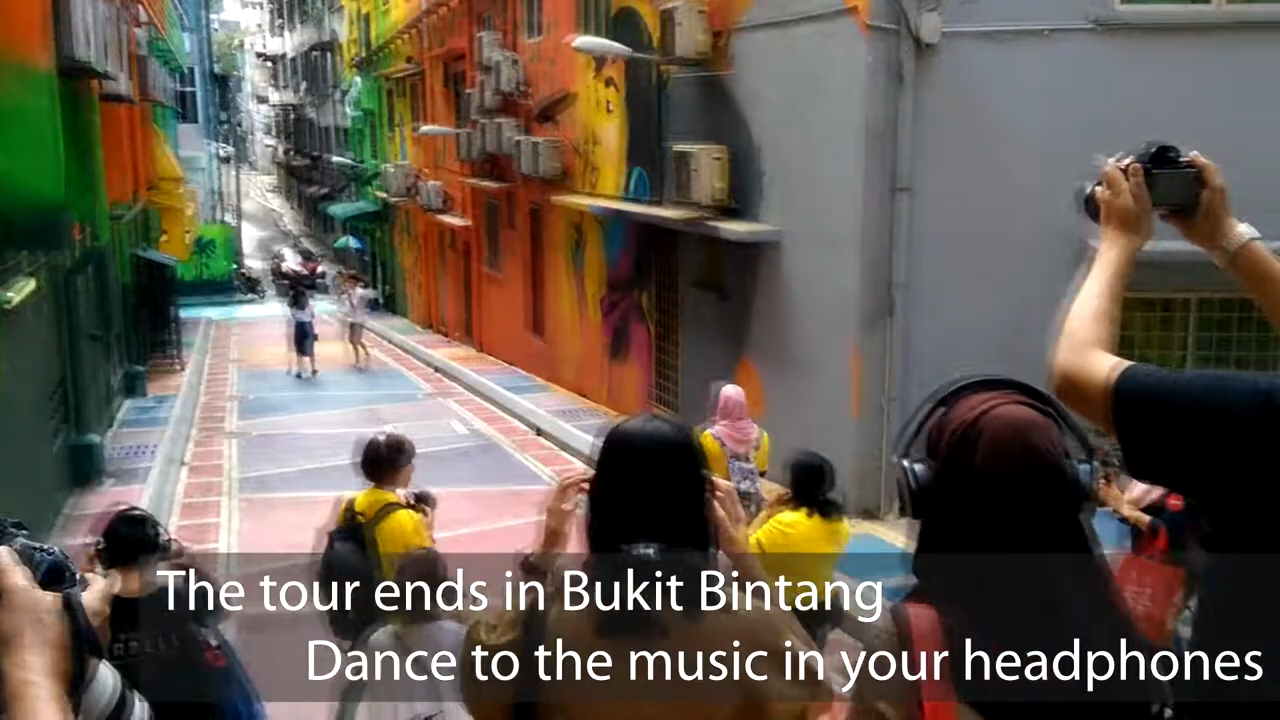 The tour ends in Bukit Bintang
Dance to the music in your headphones